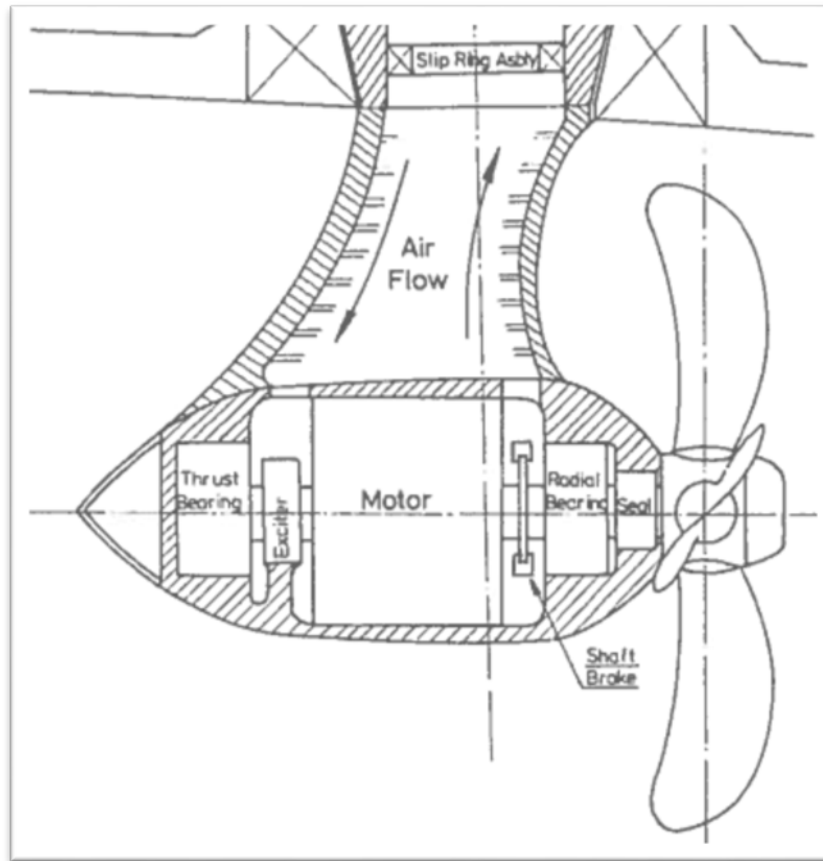 Slip Ring Asbly
Air
Flow
Thrust
Bearing
Exciter
Motor
Radial
Bearing
Seal
Shaft
Brake